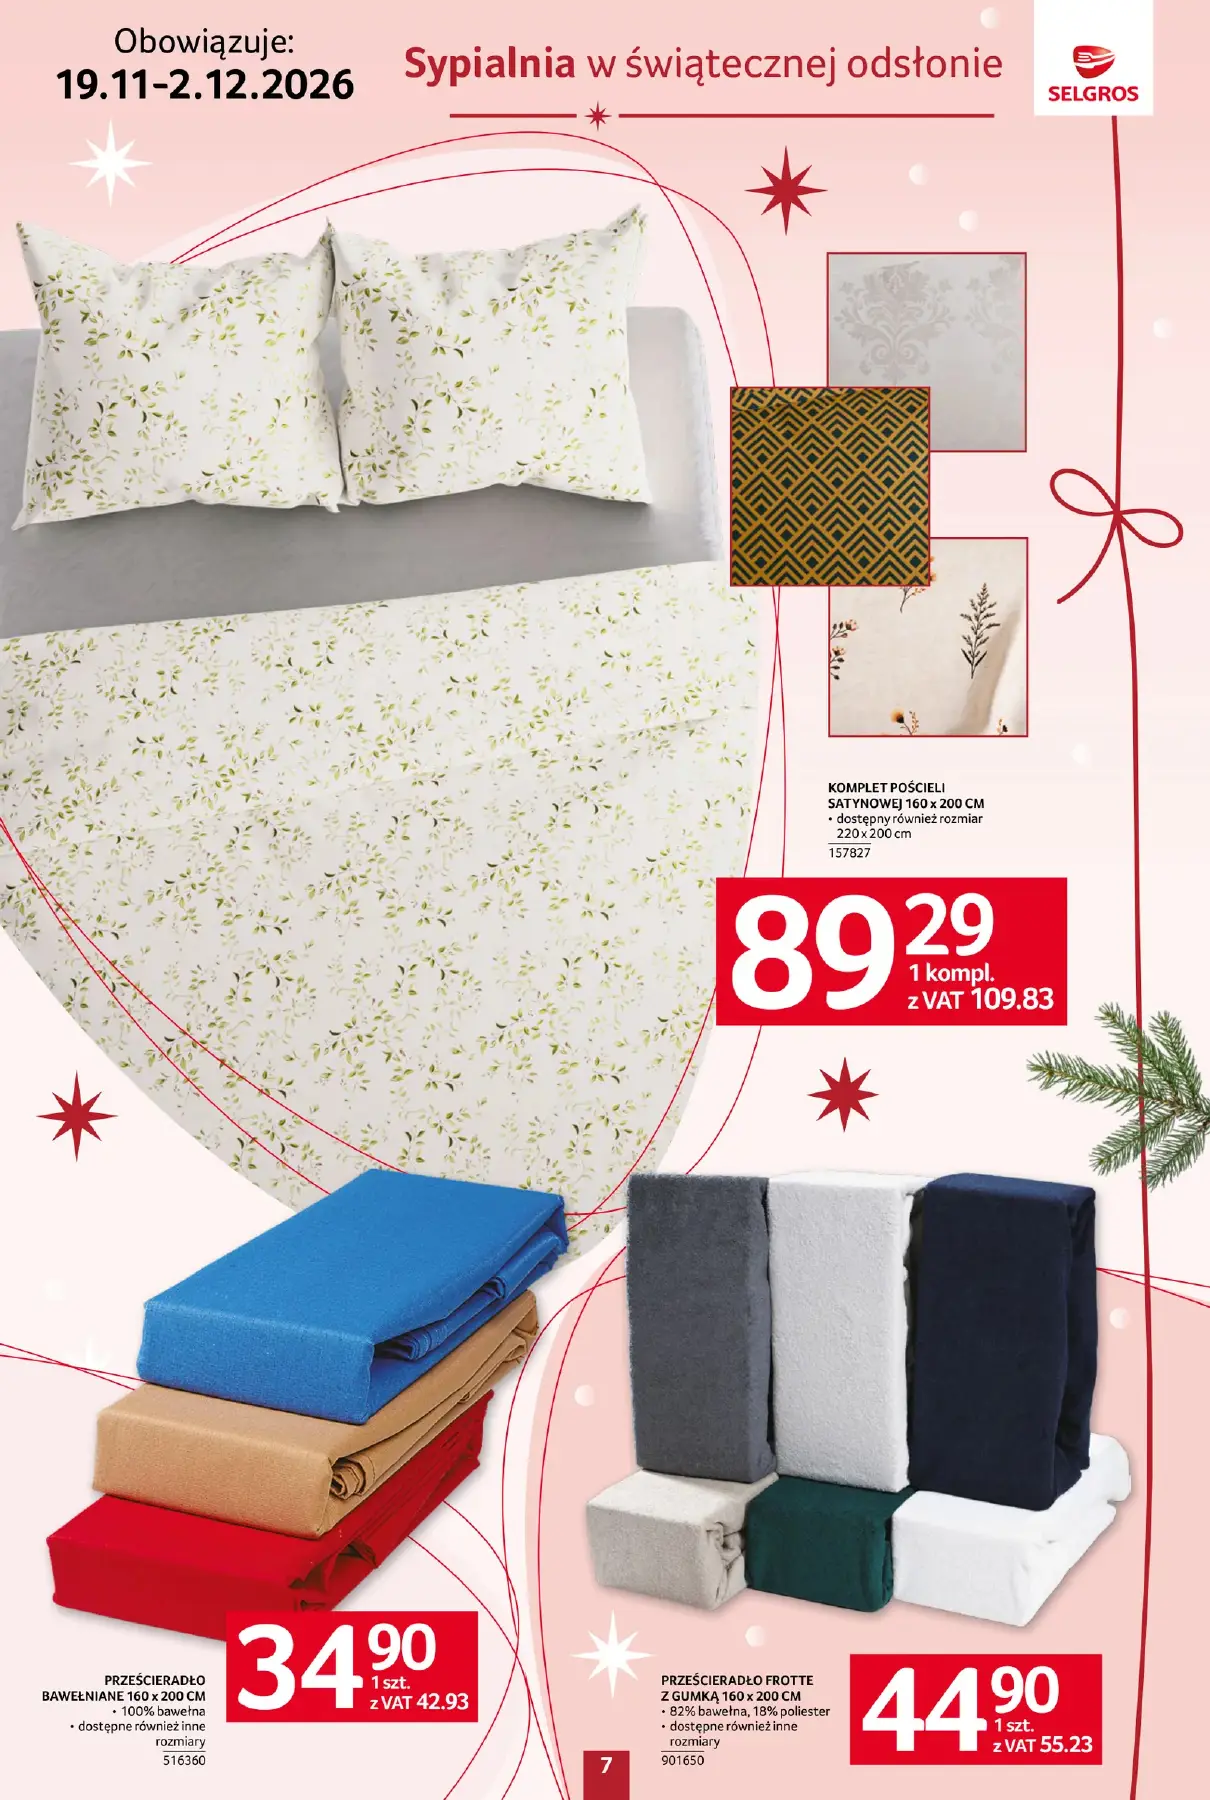 Obowiązuje:
19.11-2.12.2026
Sypialnia w świątecznej odsłonie
SELGROS
KOMPLET POŚCIELI
SATYNOWEJ 160 x 200 CM
• dostępny również rozmiar
220 x 200 cm
157827
89 29
1 kompl.
z VAT 109.83
PRZEŚCIERADŁO
BAWEŁNIANE 160 x 200 CM
• 100% bawełna
• dostępne również inne
rozmiary
516360
34 90
1 szt.
z VAT 42.93
PRZEŚCIERADŁO FROTTE
Z GUMKĄ 160 x 200 CM
• 82% bawełna, 18% poliester
• dostępne również inne
rozmiary
901650
44 90
1 szt.
z VAT 55.23
7